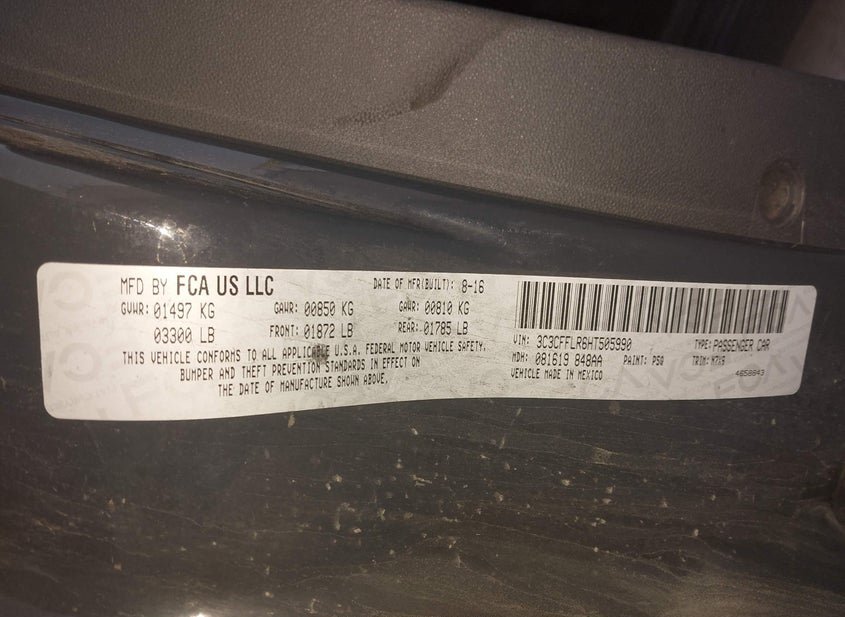 MFD BY FCA US LLC DATE OF MFR(BUILT): 8-16
GVWR: 01497 KG GAWR: 00850 KG GAWR: 00810 KG
03300 LB FRONT: 01872 LB REAR: 01785 LB
THIS VEHICLE CONFORMS TO ALL APPLICABLE U.S.A. FEDERAL MOTOR VEHICLE SAFETY,
BUMPER AND THEFT PREVENTION STANDARDS IN EFFECT ON
THE DATE OF MANUFACTURE SHOWN ABOVE.
VIN: 3C3CFFLR6HT505990 TYPE: PASSENGER CAR
MDH: 081619 848AA PAINT: PS8 TRIM:
VEHICLE MADE IN MEXICO 4658843